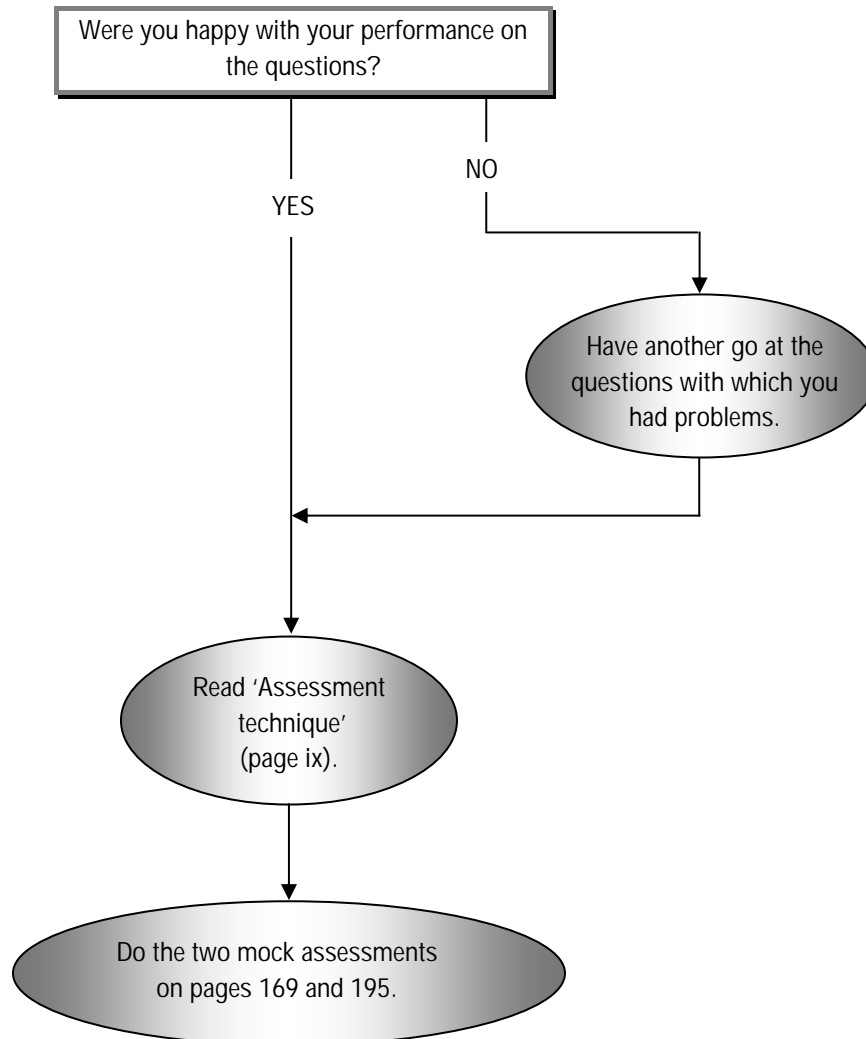 Were you happy with your performance on
the questions?
NO
YES
Have another go at the
questions with which you
had problems.
Read ‘Assessment
technique’
(page ix).
Do the two mock assessments
on pages 169 and 195.